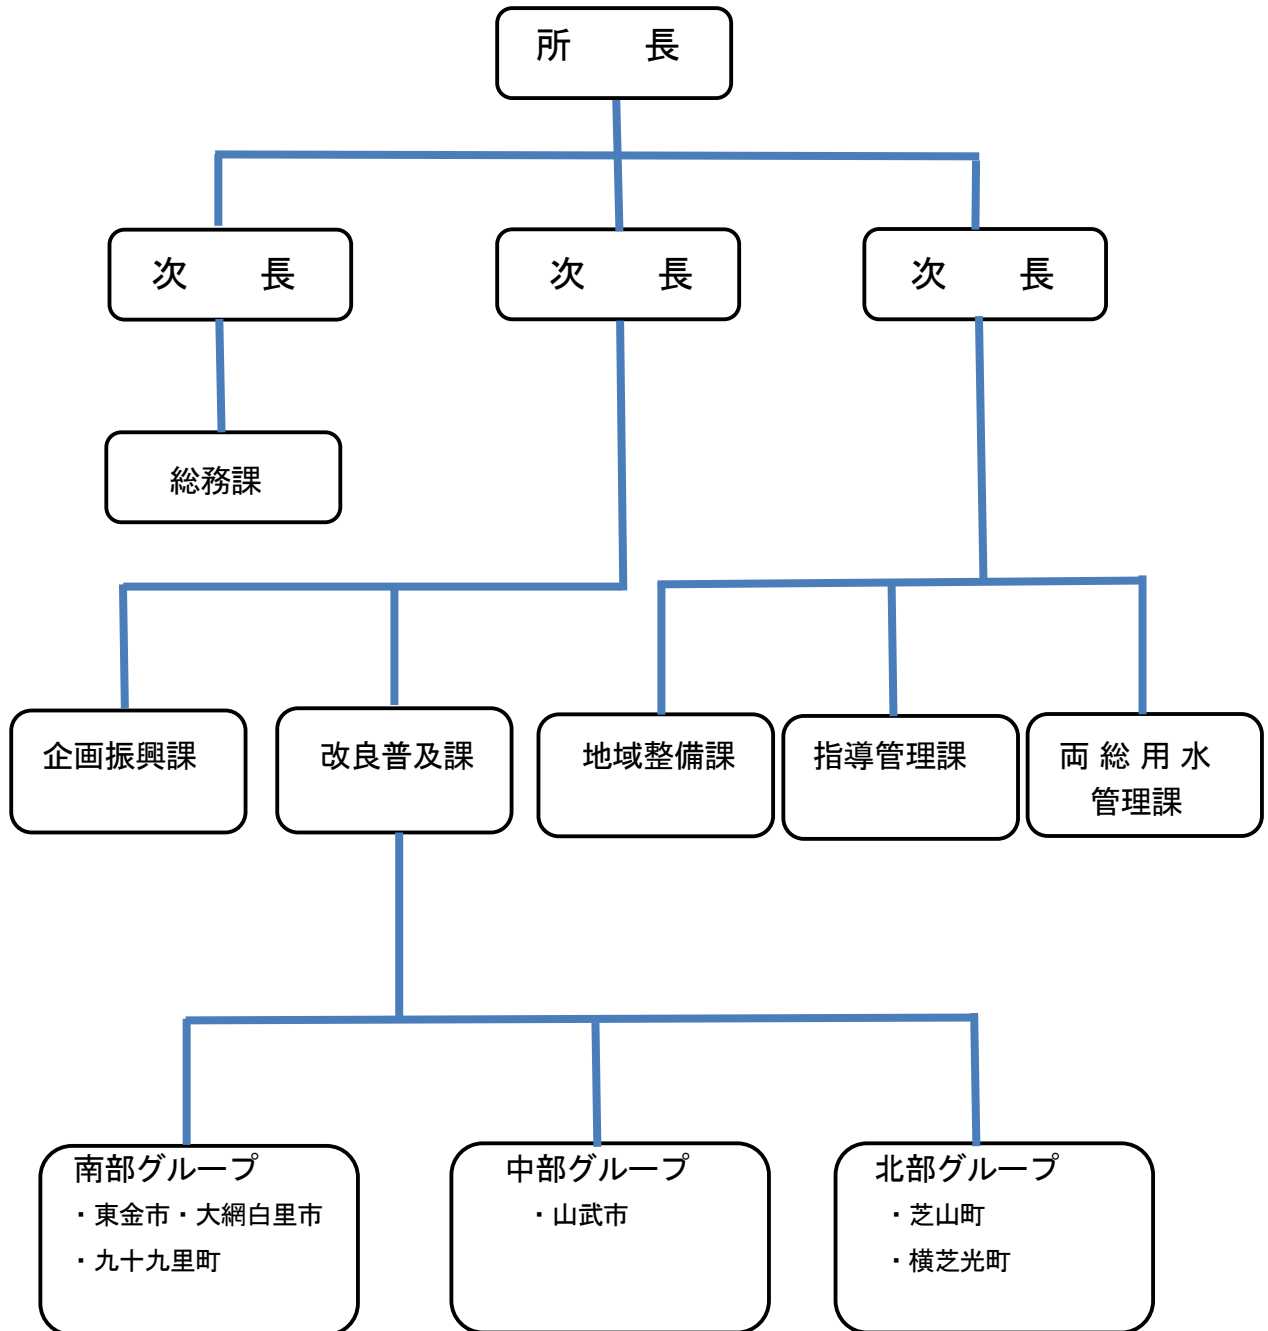 所　　長
次　　長
次　　長
次　　長
総務課
企画振興課
改良普及課
地域整備課
指導管理課
両 総 用 水
管理課
南部グループ
・東金市・大網白里市
・九十九里町
中部グループ
・山武市
北部グループ
・芝山町
・横芝光町